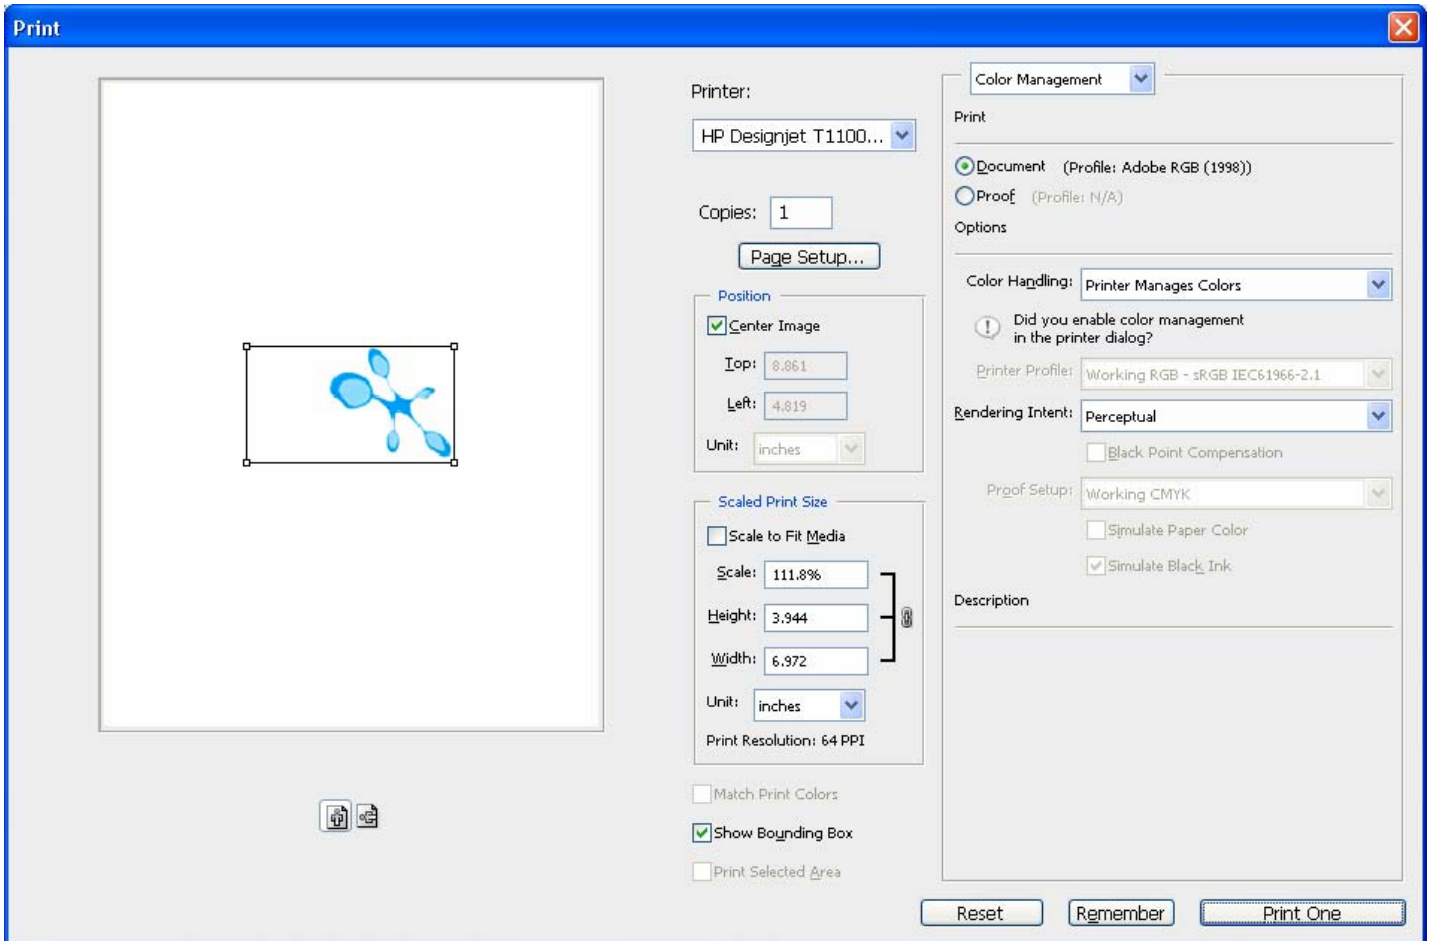 Print
Printer:
HP Designjet T1100...
Copies: 1
Page Setup...
Position
Center Image
Top: 8.861
Left: 4.819
Unit: inches
Scaled Print Size
Scale to Fit Media
Scale: 111.8%
Height: 3.944
Width: 6.972
Unit: inches
Print Resolution: 64 PPI
Match Print Colors
Show Bounding Box
Print Selected Area
Color Management
Print
Document (Profile: Adobe RGB (1998))
Proof (Profile: N/A)
Options
Color Handling: Printer Manages Colors
Did you enable color management
in the printer dialog?
Printer Profile: Working RGB - sRGB IEC61966-2.1
Rendering Intent: Perceptual
Black Point Compensation
Proof Setup: Working CMYK
Simulate Paper Color
Simulate Black Ink
Description
Reset Remember Print One